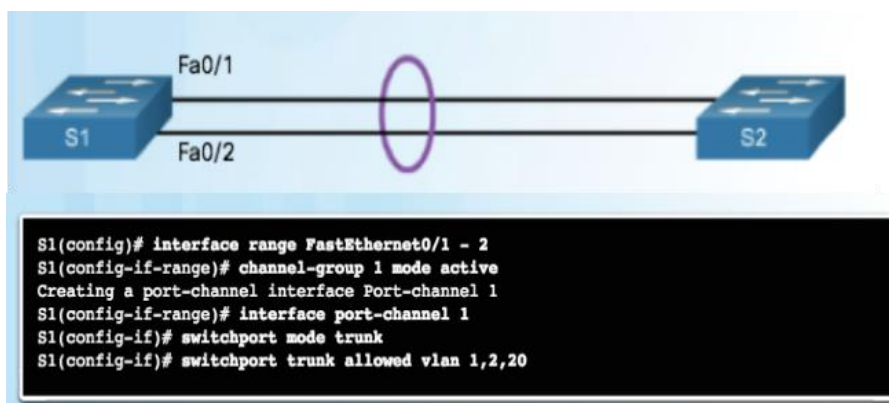 Fa0/1
S1
S2
Fa0/2
S1(config)# interface range FastEthernet0/1 - 2
S1(config-if-range)# channel-group 1 mode active
Creating a port-channel interface Port-channel 1
S1(config-if-range)# interface port-channel 1
S1(config-if)# switchport mode trunk
S1(config-if)# switchport trunk allowed vlan 1,2,20